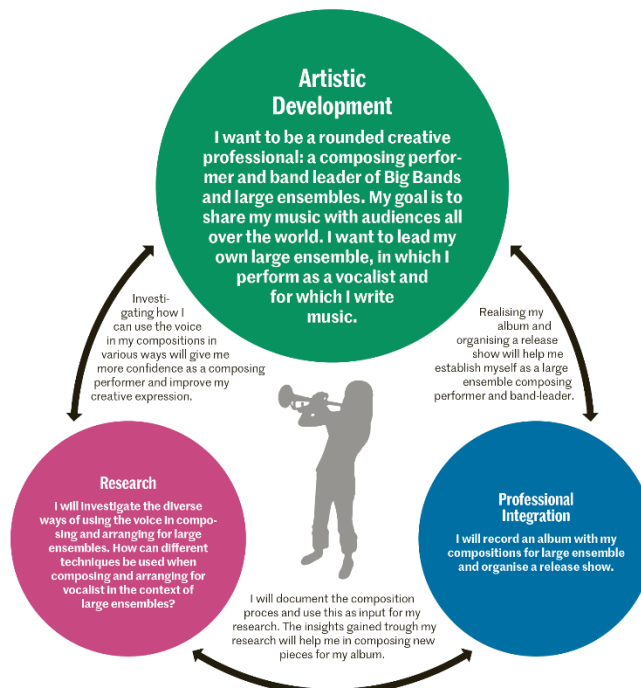 Artistic
Development
I want to be a rounded creative
professional: a composing perfor-
mer and band leader of Big Bands
and large ensembles. My goal is to
share my music with audiences all
over the world. I want to lead my
own large ensemble, in which I
perform as a vocalist and
for which I write
music.
Investi-
gating how I
can use the voice
in my compositions in
various ways will give me
more confidence as a composing
performer and improve my
creative expression.
Realising my
album and
organising a release
show will help me
establish myself as a large
ensemble composing
performer and band-leader.
Research
I will investigate the diverse
ways of using the voice in compo-
sing and arranging for large
ensembles. How can different
techniques be used when
composing and arranging for
vocalist in the context of
large ensembles?
Professional
Integration
I will record an album with my
compositions for large ensemble
and organise a release show.
I will document the composition
proces and use this as input for my
research. The insights gained trough my
research will help me in composing new
pieces for my album.